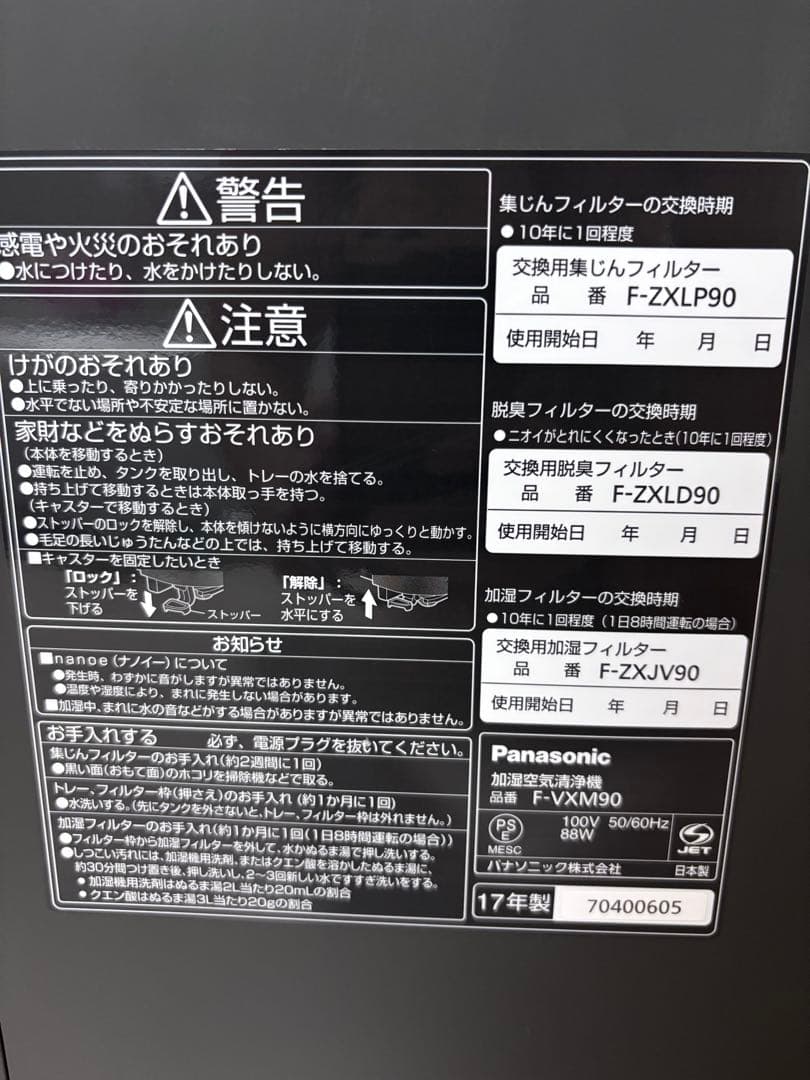 警告
感電や火災のおそれあり
●水につけたり、水をかけたりしない。
注意
けがのおそれあり
●上に乗ったり、寄りかかったりしない。
●水平でない場所や不安定な場所に置かない。
家財などをぬらすおそれあり
(本体を移動するとき)
●運転を止め、タンクを取り出し、トレーの水を捨てる。
●持ち上げて移動するときは本体取っ手を持つ。
(キャスターで移動するとき)
●ストッパーのロックを解除し、本体を傾けないように横方向にゆっくりと動かす。
●毛足の長いじゅうたんなどの上では、持ち上げて移動する。
■キャスターを固定したいとき
「ロック」:
ストッパーを
下げる
ストッパー
「解除」:
ストッパーを
水平にする
お知らせ
■nanoe(ナノイー)について
●発生時、わずかに音がしますが異常ではありません。
●温度や湿度により、まれに発生しない場合があります。
■加湿中、まれに水の音などがする場合がありますが異常ではありません。
お手入れする 必ず、電源プラグを抜いてください。
集じんフィルターのお手入れ(約2週間に1回)
●黒い面(おもて面)のホコリを掃除機などで取る。
トレー、フィルター枠(押さえ)のお手入れ(約1か月に1回)
●水洗いする。(先にタンクを外さないと、トレー、フィルター枠は外れません。)
加湿フィルターのお手入れ(約1か月に1回(1日8時間運転の場合))
●フィルター枠から加湿フィルターを外して、水かぬるま湯で押し洗いする。
●しつこい汚れには、加湿機用洗剤、またはクエン酸を溶かしたぬるま湯に、
約30分間つけ置き後、押し洗いし、2~3回新しい水ですすぎ洗いをする。
• 加湿機用洗剤はぬるま湯2L当たり20mLの割合
• クエン酸はぬるま湯3L当たり20gの割合
集じんフィルターの交換時期
●10年に1回程度
交換用集じんフィルター
品 番 F-ZXLP90
使用開始日 年 月 日
脱臭フィルターの交換時期
●ニオイがとれにくくなったとき(10年に1回程度)
交換用脱臭フィルター
品 番 F-ZXLD90
使用開始日 年 月 日
加湿フィルターの交換時期
●10年に1回程度(1日8時間運転の場合)
交換用加湿フィルター
品 番 F-ZXJV90
使用開始日 年 月 日
Panasonic
加湿空気清浄機
品番 F-VXM90
PS
E
MESC
100V 50/60Hz
88W
JET
パナソニック株式会社 日本製
17年製 70400605